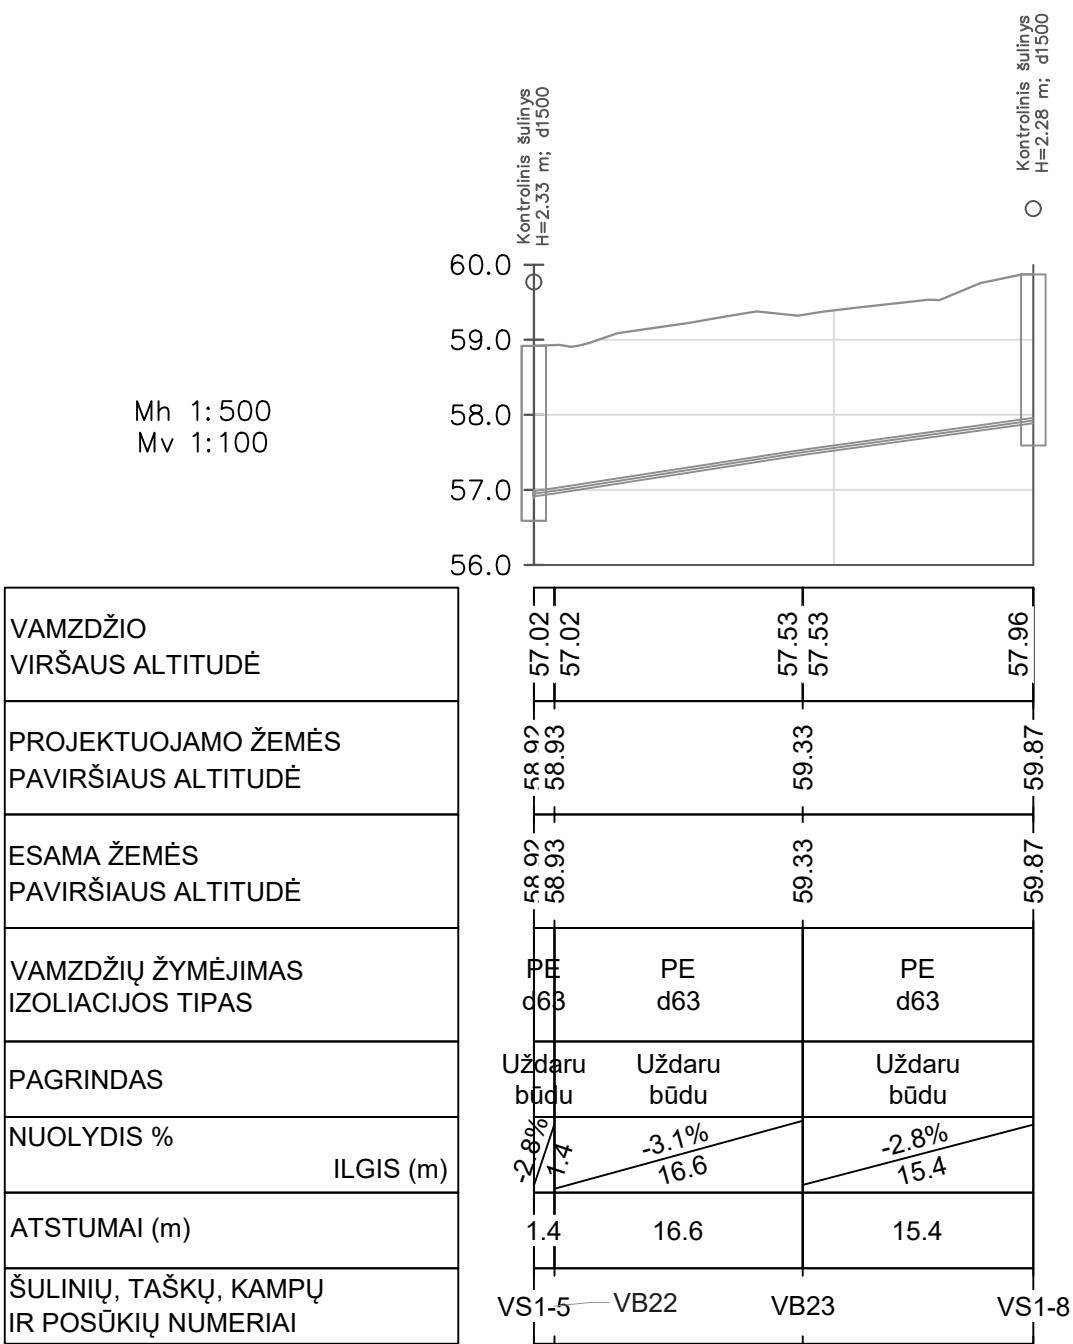 Kontrolinis šulinys
H=2.33 m; d1500
Kontrolinis šulinys
H=2.28 m; d1500
60.0
59.0
58.0
57.0
56.0
Mh 1:500
Mv 1:100
VAMZDŽIO
VIRŠAUS ALTITUDĖ
57.02
57.02
57.53
57.53
57.96
PROJEKTUOJAMO ŽEMĖS
PAVIRŠIAUS ALTITUDĖ
58.92
58.93
59.33
59.87
ESAMA ŽEMĖS
PAVIRŠIAUS ALTITUDĖ
58.92
58.93
59.33
59.87
VAMZDŽIŲ ŽYMĖJIMAS
IZOLIACIJOS TIPAS
PE
d63
PE
d63
PE
d63
PAGRINDAS
Uždaru
būdu
Uždaru
būdu
Uždaru
būdu
NUOLYDIS %
ILGIS (m)
-2.8%
1.4
-3.1%
16.6
-2.8%
15.4
ATSTUMAI (m)
1.4
16.6
15.4
ŠULINIŲ, TAŠKŲ, KAMPŲ
IR POSŪKIŲ NUMERIAI
VS1-5
VB22
VB23
VS1-8